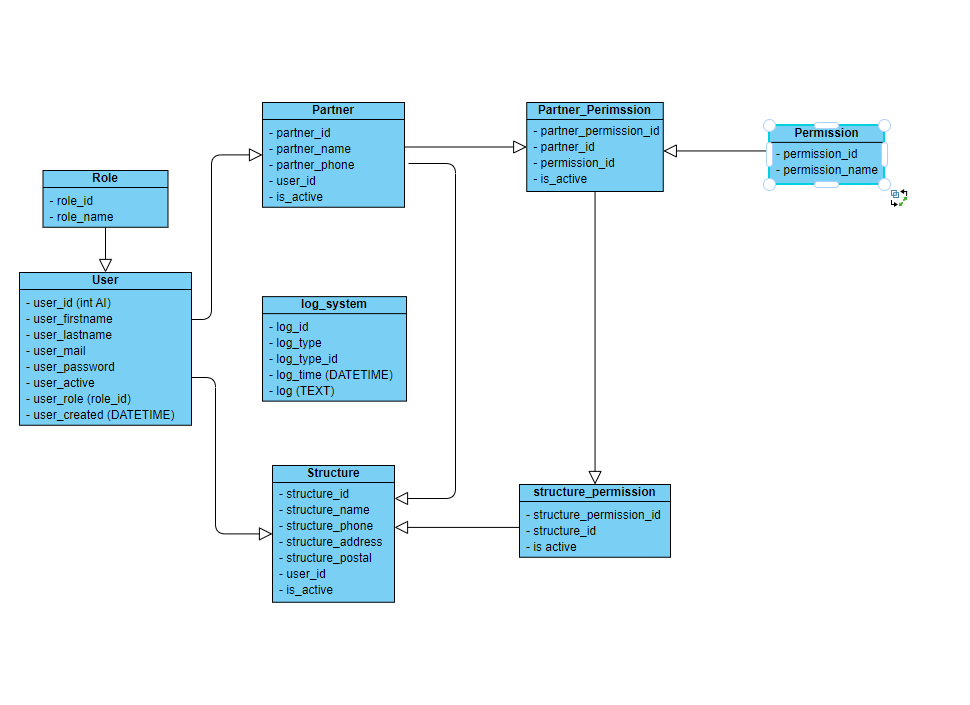 Partner
- partner_id
- partner_name
- partner_phone
- user_id
- is_active
Partner_Perimssion
- partner_permission_id
- partner_id
- permission_id
- is_active
Permission
- permission_id
- permission_name
Role
- role_id
- role_name
User
- user_id (int AI)
- user_firstname
- user_lastname
- user_mail
- user_password
- user_active
- user_role (role_id)
- user_created (DATETIME)
log_system
- log_id
- log_type
- log_type_id
- log_time (DATETIME)
- log (TEXT)
Structure
- structure_id
- structure_name
- structure_phone
- structure_address
- structure_postal
- user_id
- is_active
structure_permission
- structure_permission_id
- structure_id
- is active